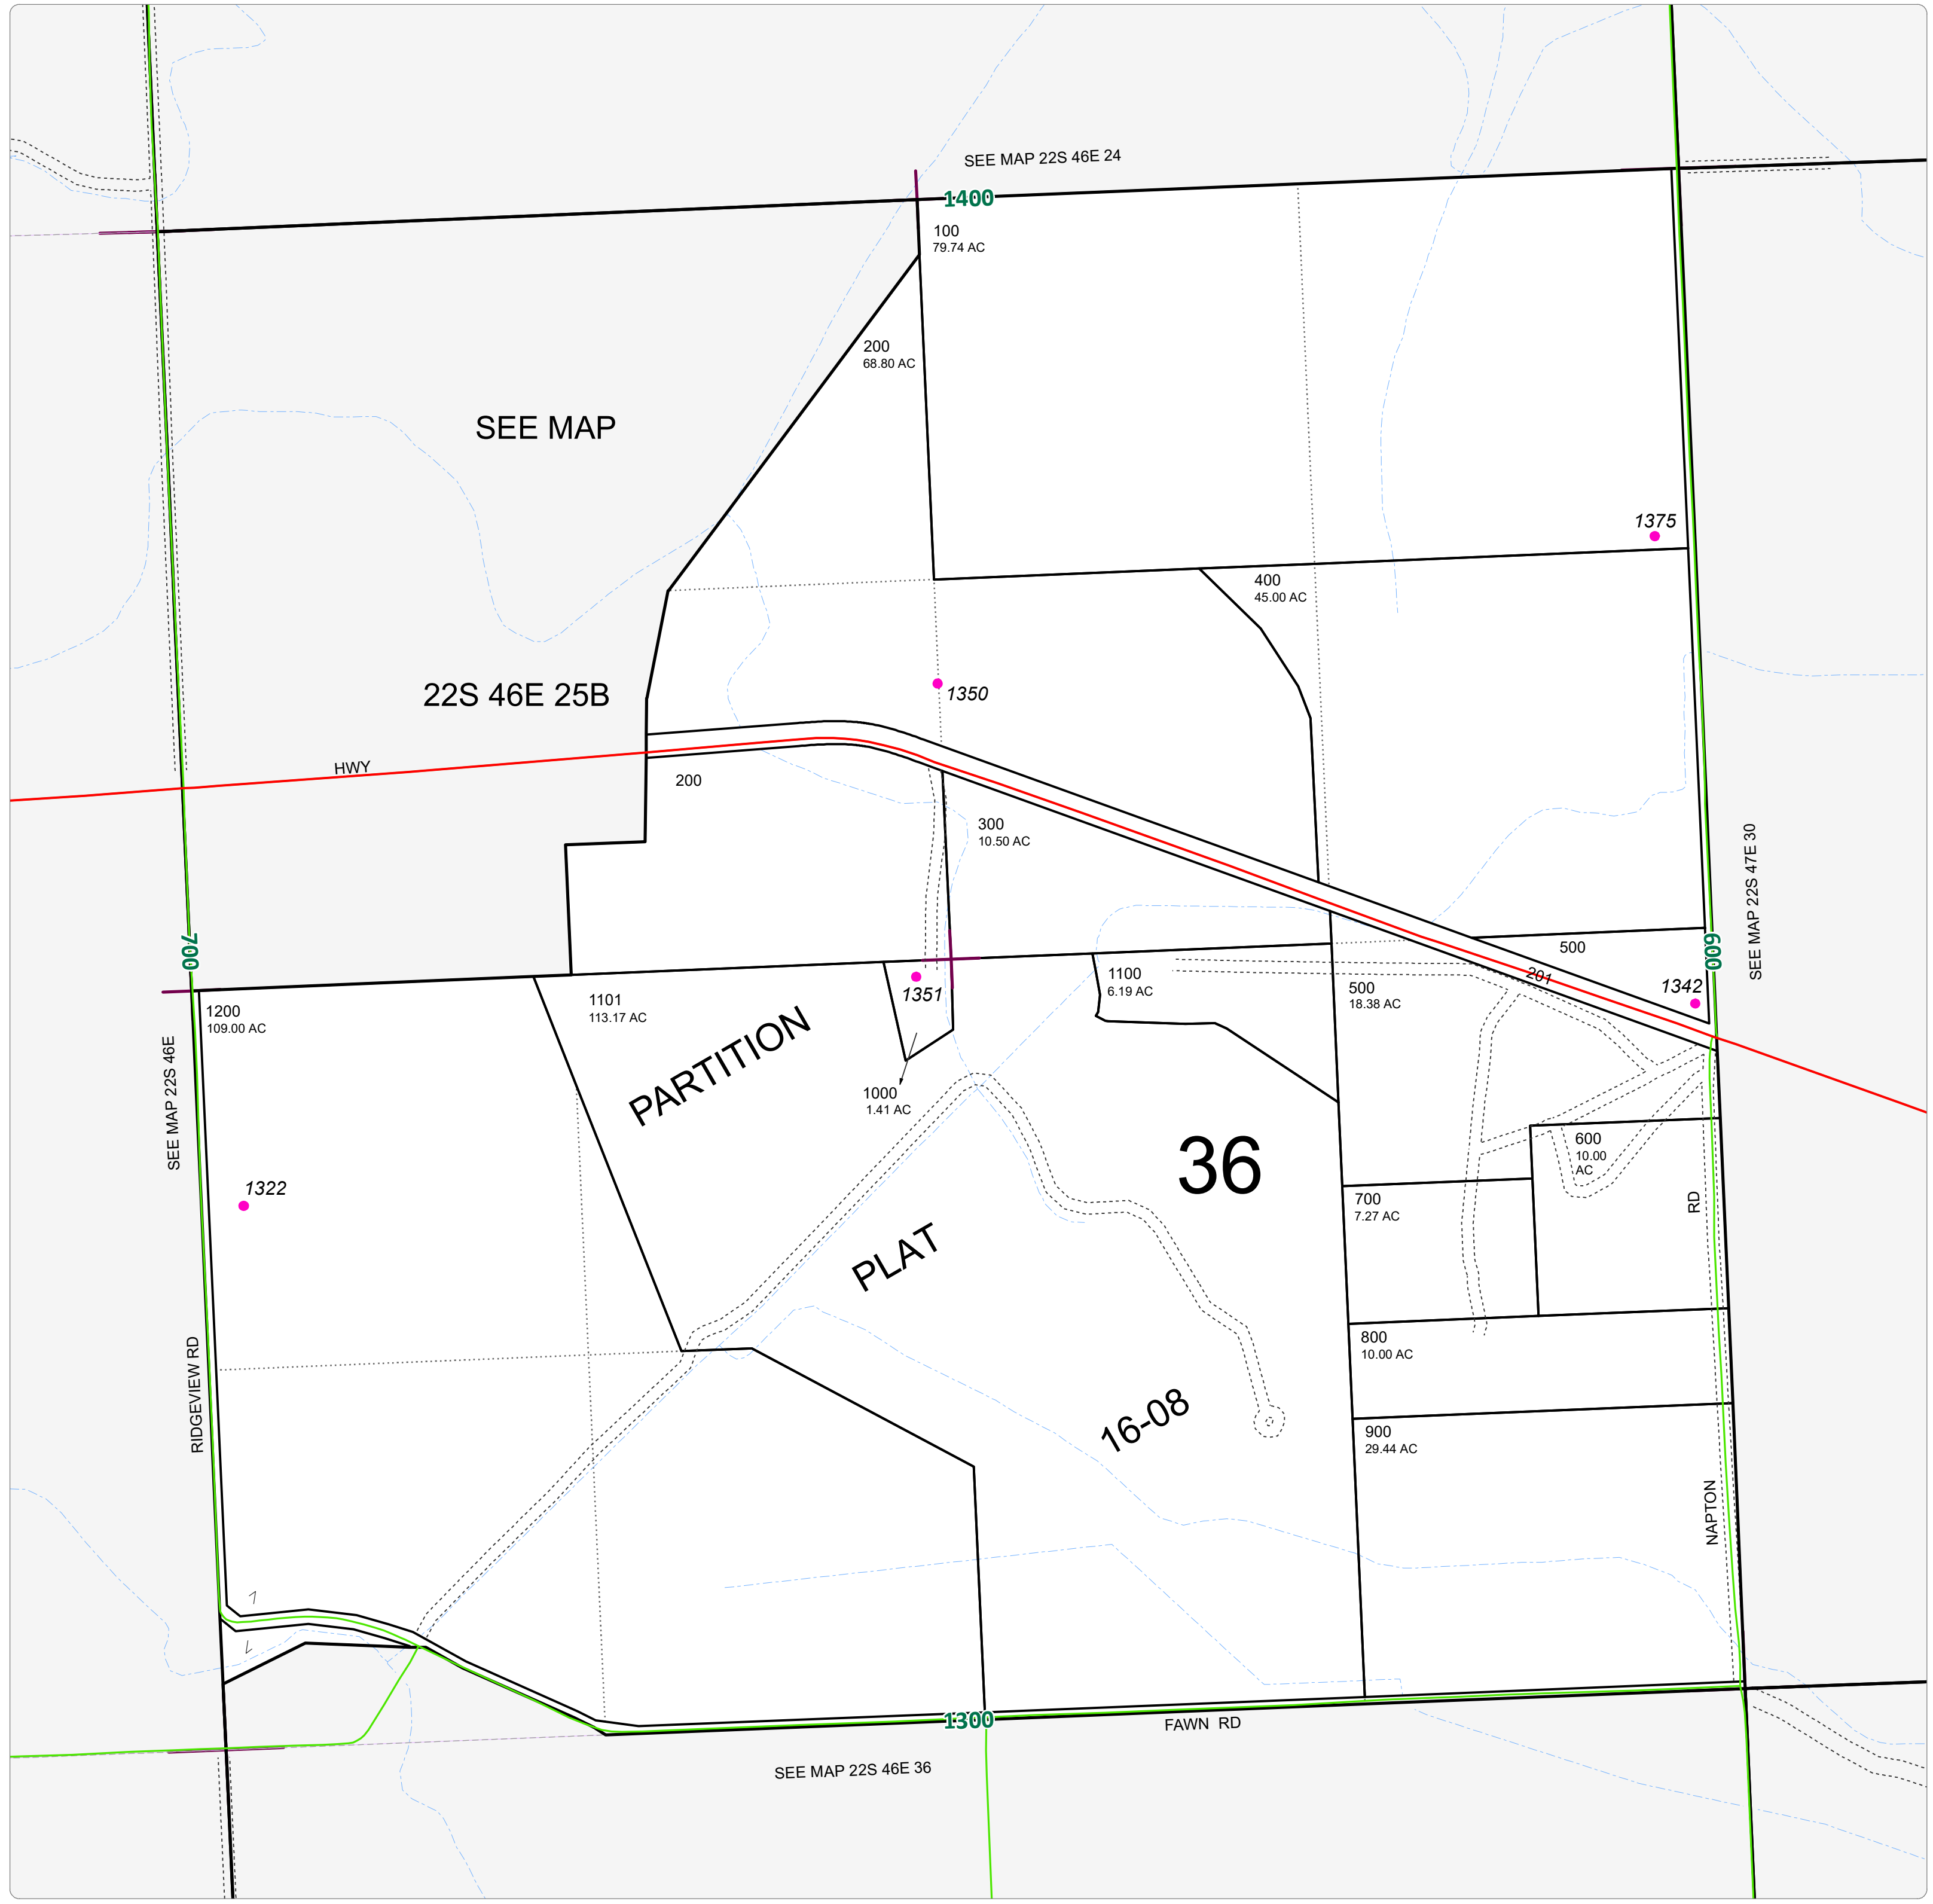 SEE MAP 22S 46E 24
1400
100
79.74 AC
200
68.80 AC
SEE MAP
1375
400
45.00 AC
22S 46E 25B
1350
HWY
200
300
10.50 AC
SEE MAP 22S 47E 30
700
600
500
201
1342
1100
6.19 AC
500
18.38 AC
1351
1101
113.17 AC
1200
109.00 AC
SEE MAP 22S 46E
PARTITION
1000
1.41 AC
36
600
10.00
AC
1322
700
7.27 AC
RD
PLAT
800
10.00 AC
RIDGEVIEW RD
16-08
900
29.44 AC
NAPTON
1300
FAWN RD
SEE MAP 22S 46E 36